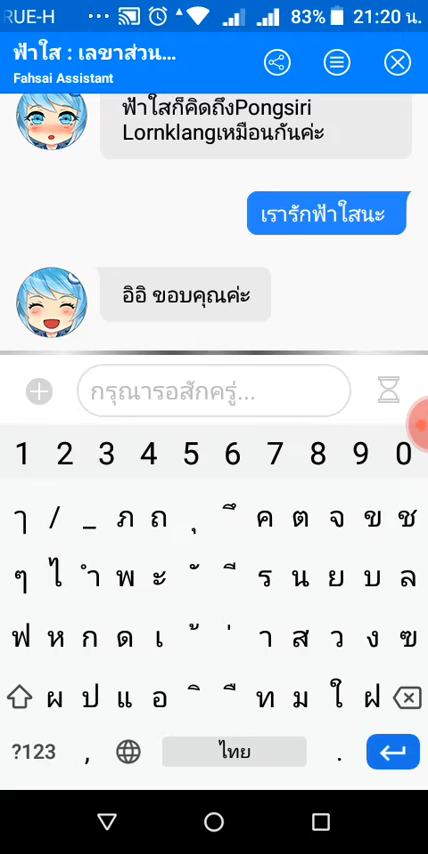 RUE-H ... 83% 21:20 น.
ฟ้าใส : เลขาส่วน...
Fahsai Assistant
ฟ้าใสก็คิดถึงPongsiri
Lornklangเหมือนกันค่ะ
เรารักฟ้าใสนะ
อิอิ ขอบคุณค่ะ
กรุณารอสักครู่...
1 2 3 4 5 6 7 8 9 0
ๅ / _ ภ ถ ุ ึ ค ต จ ข ช
ๆ ไ ำ พ ะ ั ี ร น ย บ ล
ฟ ห ก ด เ ้ ่ า ส ว ง ฃ
ผ ป แ อ ิ ื ท ม ใ ฝ
?123 , ไทย .